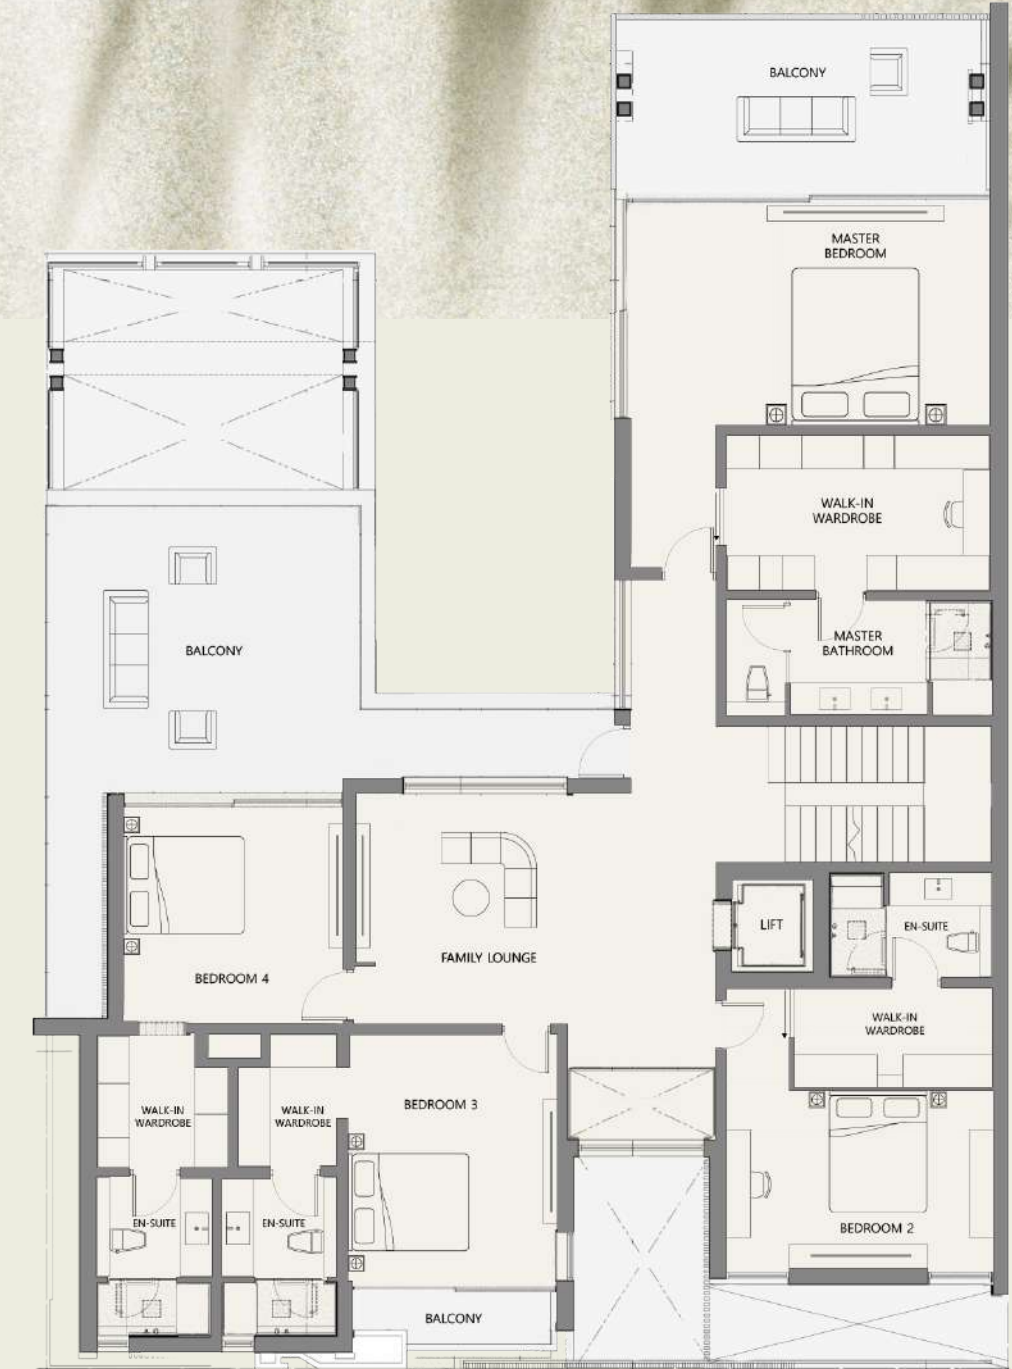 BALCONY
MASTER
BEDROOM
WALK-IN
WARDROBE
MASTER
BATHROOM
BALCONY
LIFT
EN-SUITE
FAMILY LOUNGE
BEDROOM 4
WALK-IN
WARDROBE
BEDROOM 3
WALK-IN
WARDROBE
WALK-IN
WARDROBE
EN-SUITE
EN-SUITE
BEDROOM 2
BALCONY